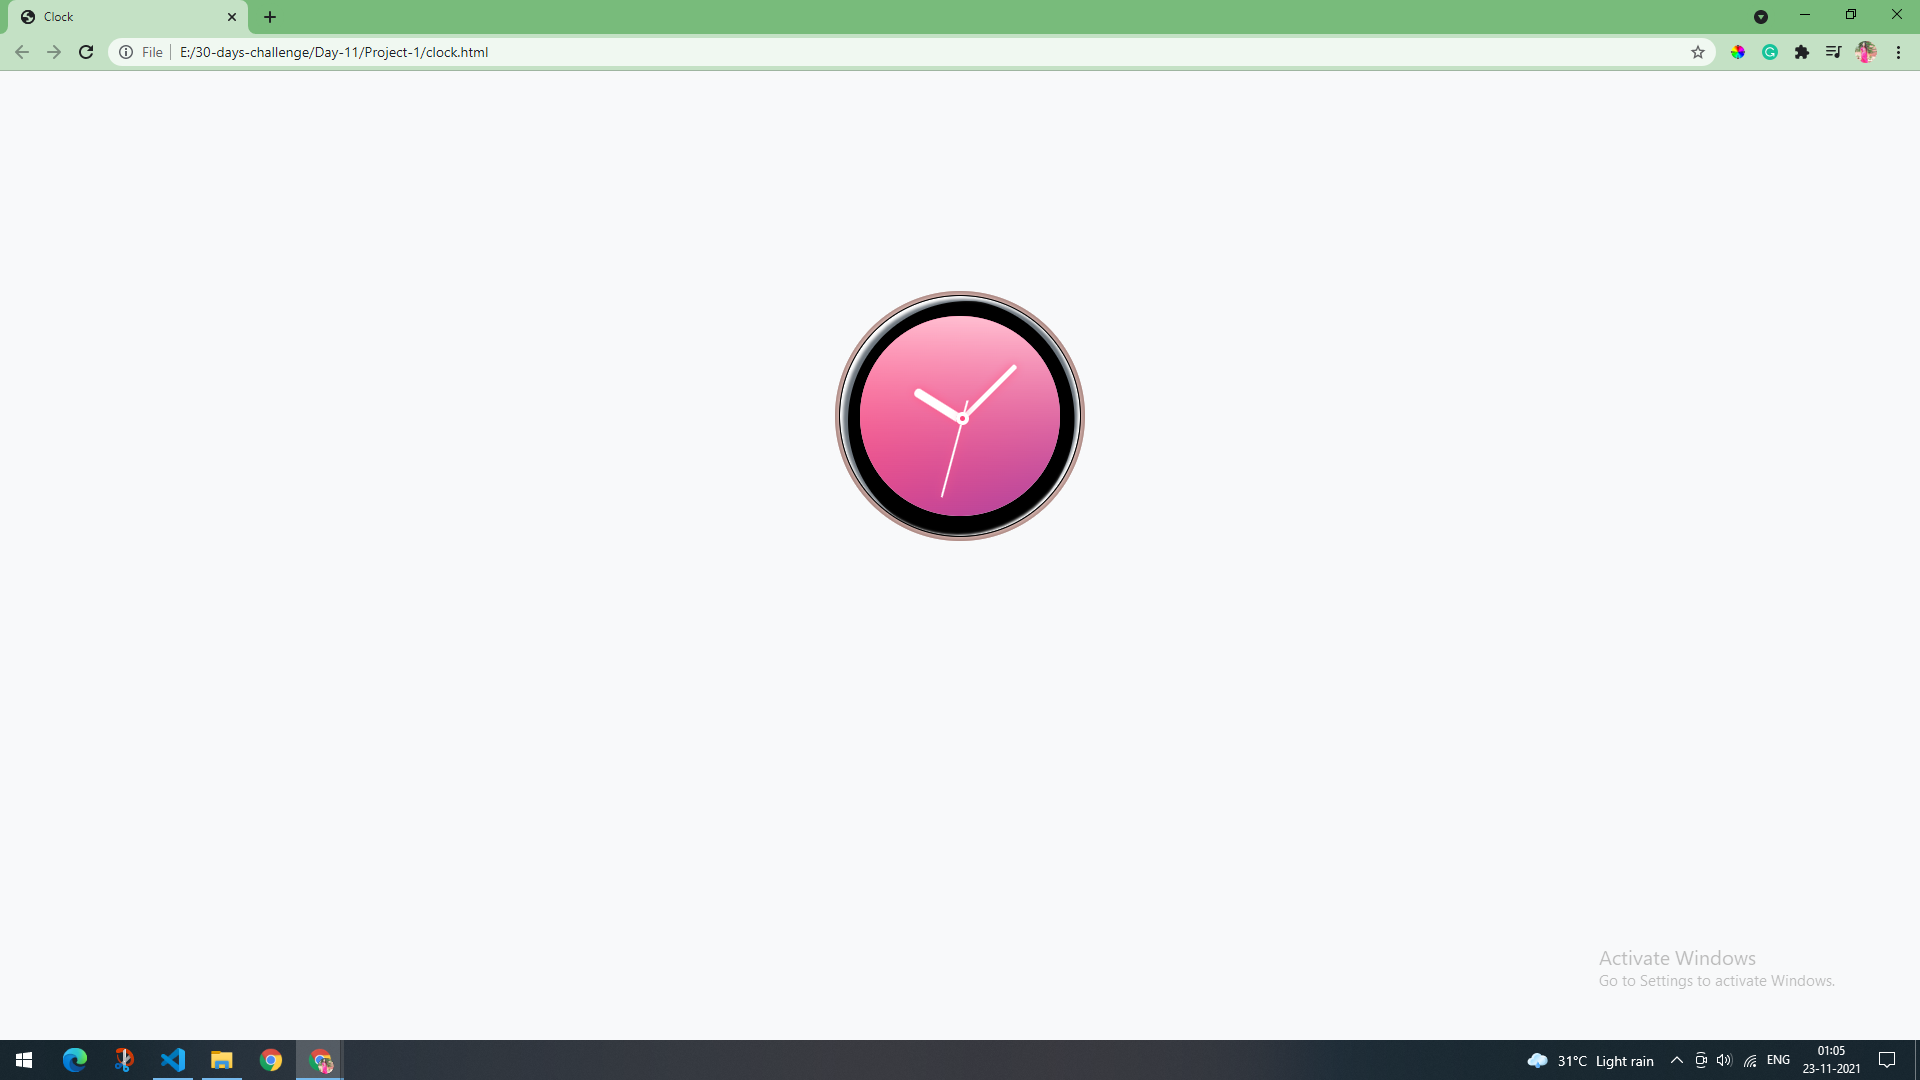 Clock
File
E:/30-days-challenge/Day-11/Project-1/clock.html
Activate Windows
Go to Settings to activate Windows.
31°C Light rain
ENG
01:05
23-11-2021